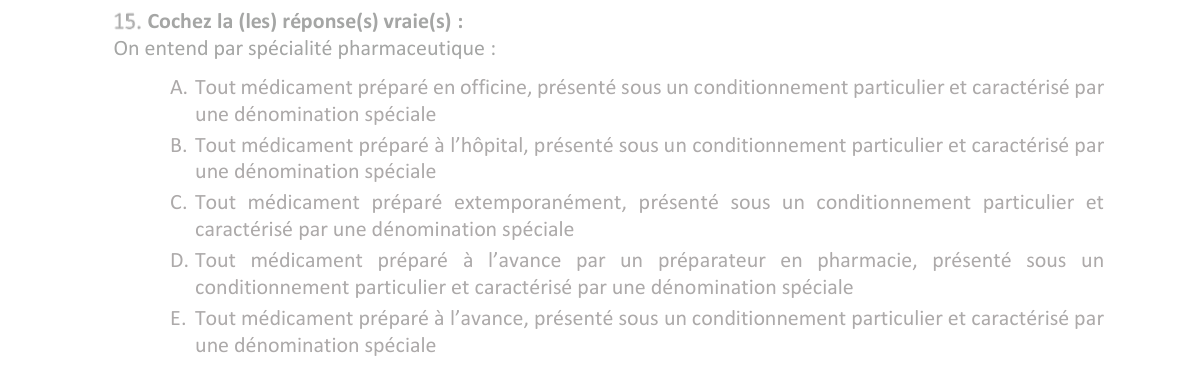 15. Cochez la (les) réponse(s) vraie(s) :
On entend par spécialité pharmaceutique :
A. Tout médicament préparé en officine, présenté sous un conditionnement particulier et caractérisé par
une dénomination spéciale
B. Tout médicament préparé à l’hôpital, présenté sous un conditionnement particulier et caractérisé par
une dénomination spéciale
C. Tout médicament préparé extemporanément, présenté sous un conditionnement particulier et
caractérisé par une dénomination spéciale
D. Tout médicament préparé à l’avance par un préparateur en pharmacie, présenté sous un
conditionnement particulier et caractérisé par une dénomination spéciale
E. Tout médicament préparé à l’avance, présenté sous un conditionnement particulier et caractérisé par
une dénomination spéciale